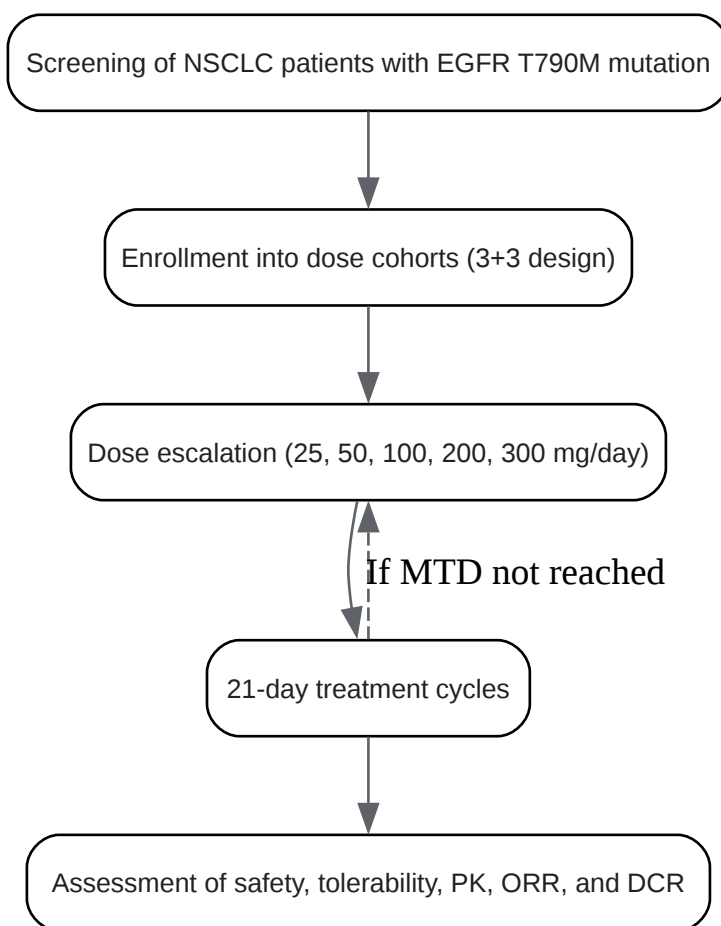 Screening of NSCLC patients with EGFR T790M mutation
Enrollment into dose cohorts (3+3 design)
Dose escalation (25, 50, 100, 200, 300 mg/day)
If MTD not reached
21-day treatment cycles
Assessment of safety, tolerability, PK, ORR, and DCR